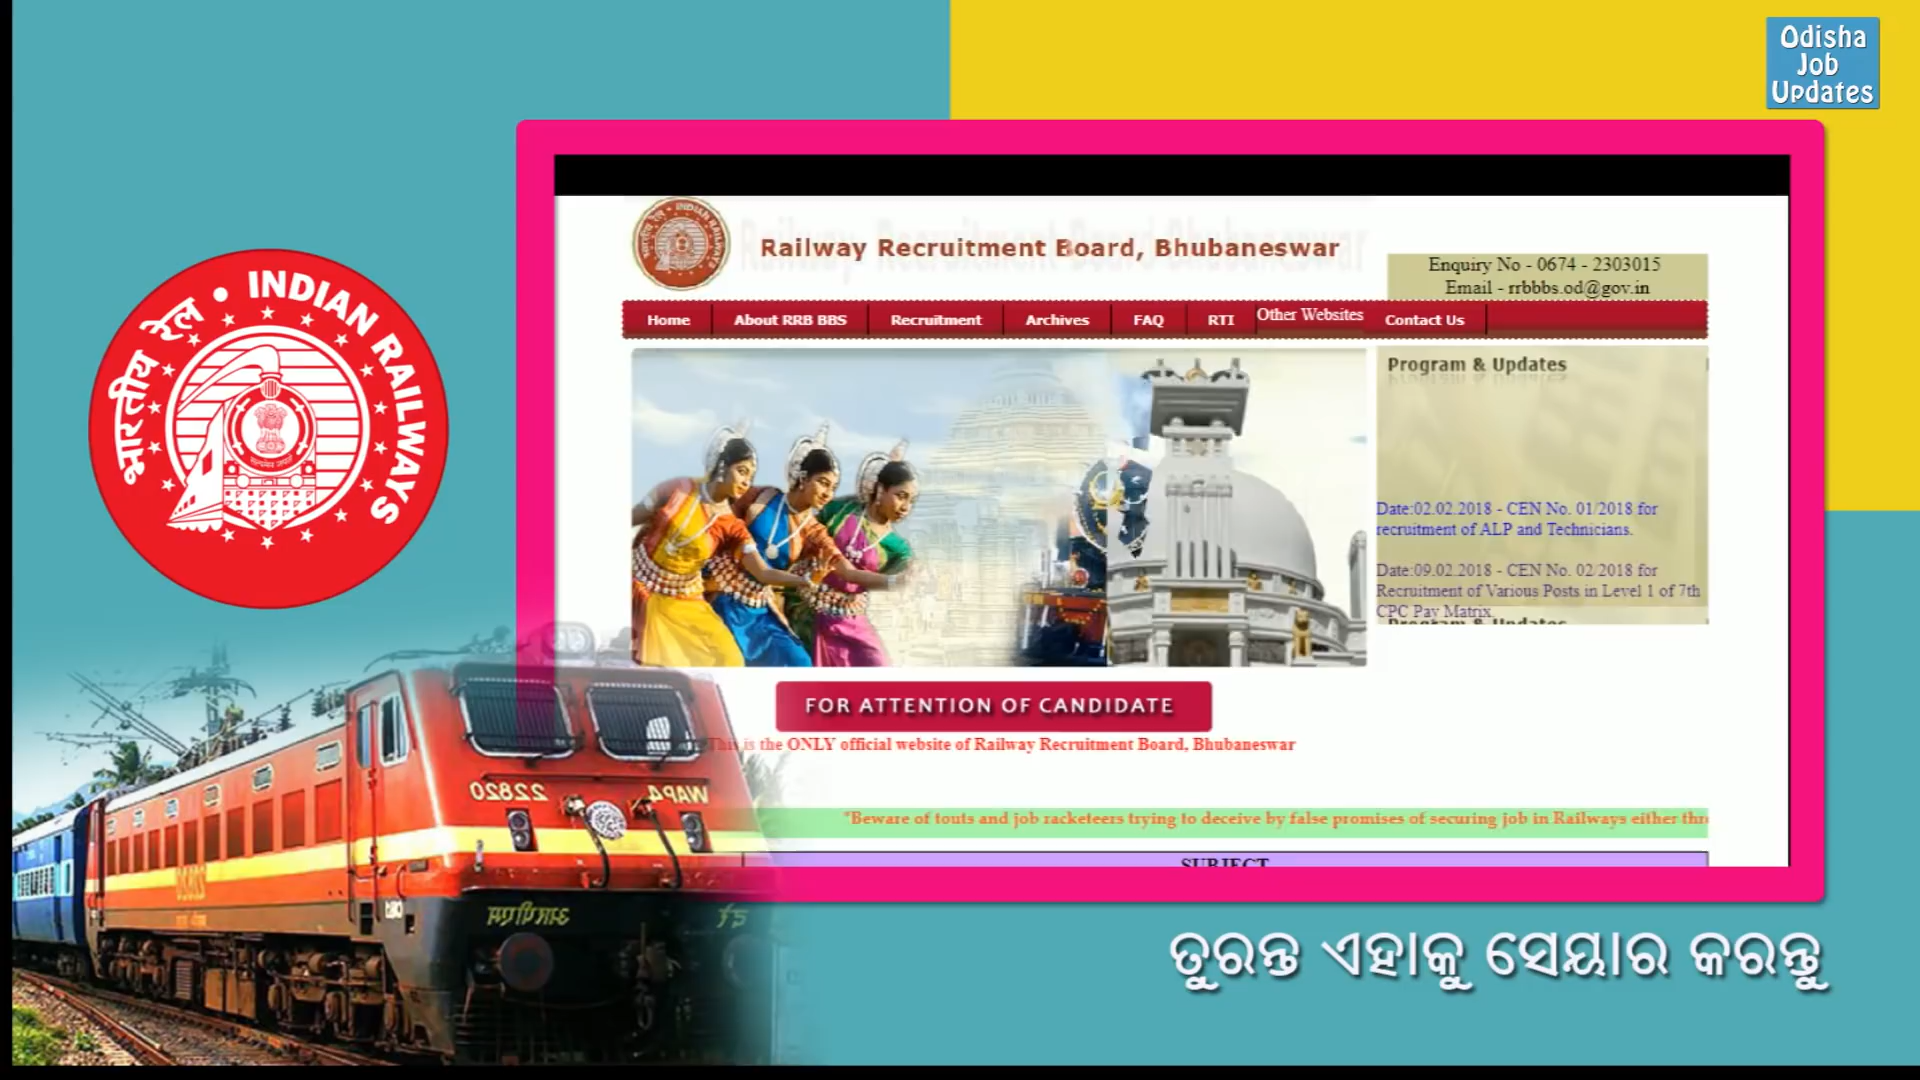 Odisha
Job
Updates
भारतीय रेल • INDIAN RAILWAYS
Railway Recruitment Board, Bhubaneswar
Enquiry No - 0674 - 2303015
Email - rrbbbs.od@gov.in
Home About RRB BBS Recruitment Archives FAQ RTI Other Websites Contact Us
Program & Updates
Date:02.02.2018 - CEN No. 01/2018 for
recruitment of ALP and Technicians.
Date:09.02.2018 - CEN No. 02/2018 for
Recruitment of Various Posts in Level 1 of 7th
CPC Pay Matrix
Program & Updates
FOR ATTENTION OF CANDIDATE
This is the ONLY official website of Railway Recruitment Board, Bhubaneswar
"Beware of touts and job racketeers trying to deceive by false promises of securing job in Railways either thr
SUBJECT
22820 WAP4
ତୁରନ୍ତ ଏହାକୁ ସେୟାର କରନ୍ତୁ